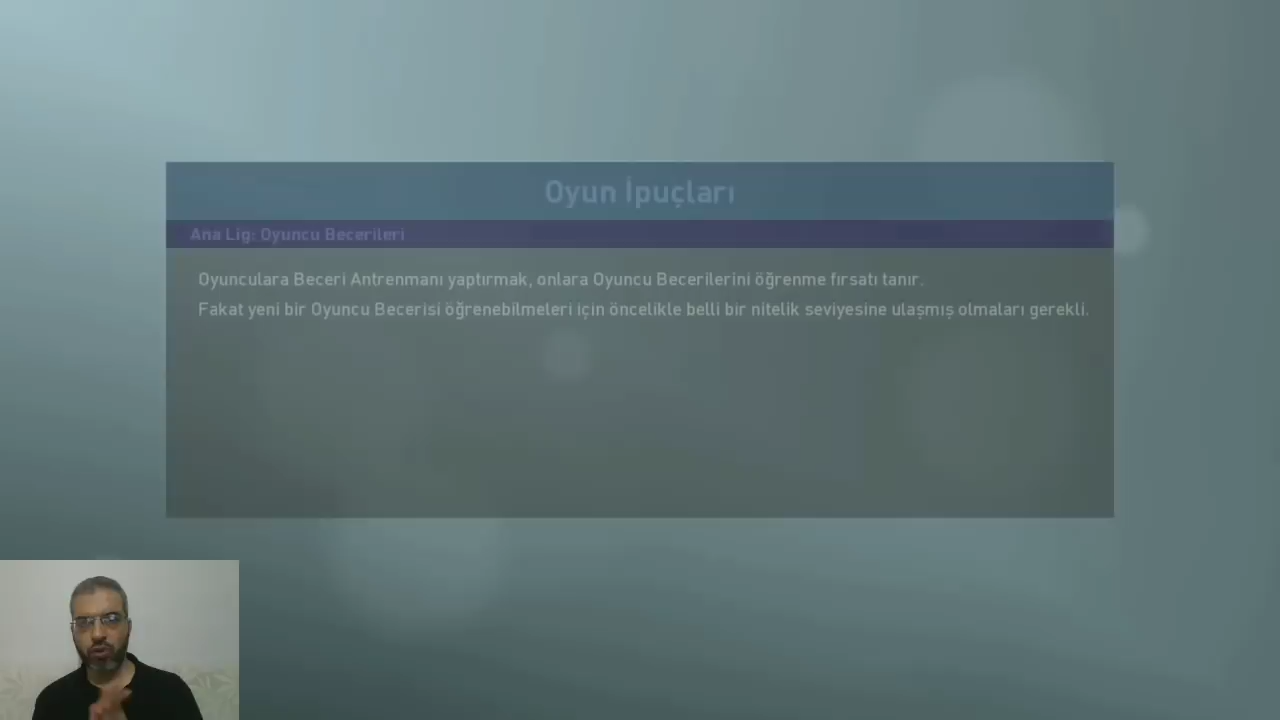 Oyun İpuçları
Ana Lig: Oyuncu Becerileri
Oyunculara Beceri Antrenmanı yaptırmak, onlara Oyuncu Becerilerini öğrenme fırsatı tanır.
Fakat yeni bir Oyuncu Becerisi öğrenebilmeleri için öncelikle belli bir nitelik seviyesine ulaşmış olmaları gerekli.